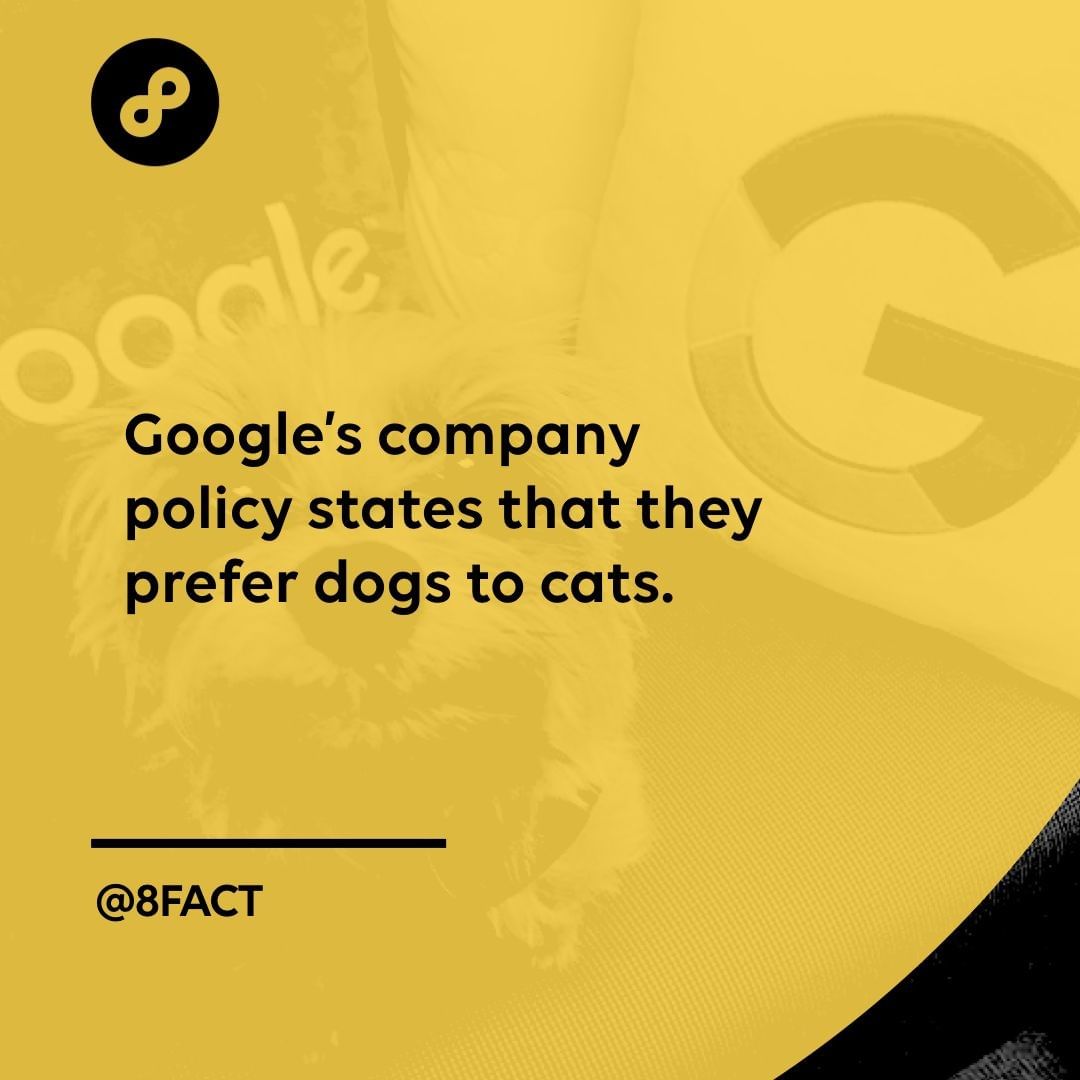 oogle
Google's company
policy states that they
prefer dogs to cats.
@8FACT